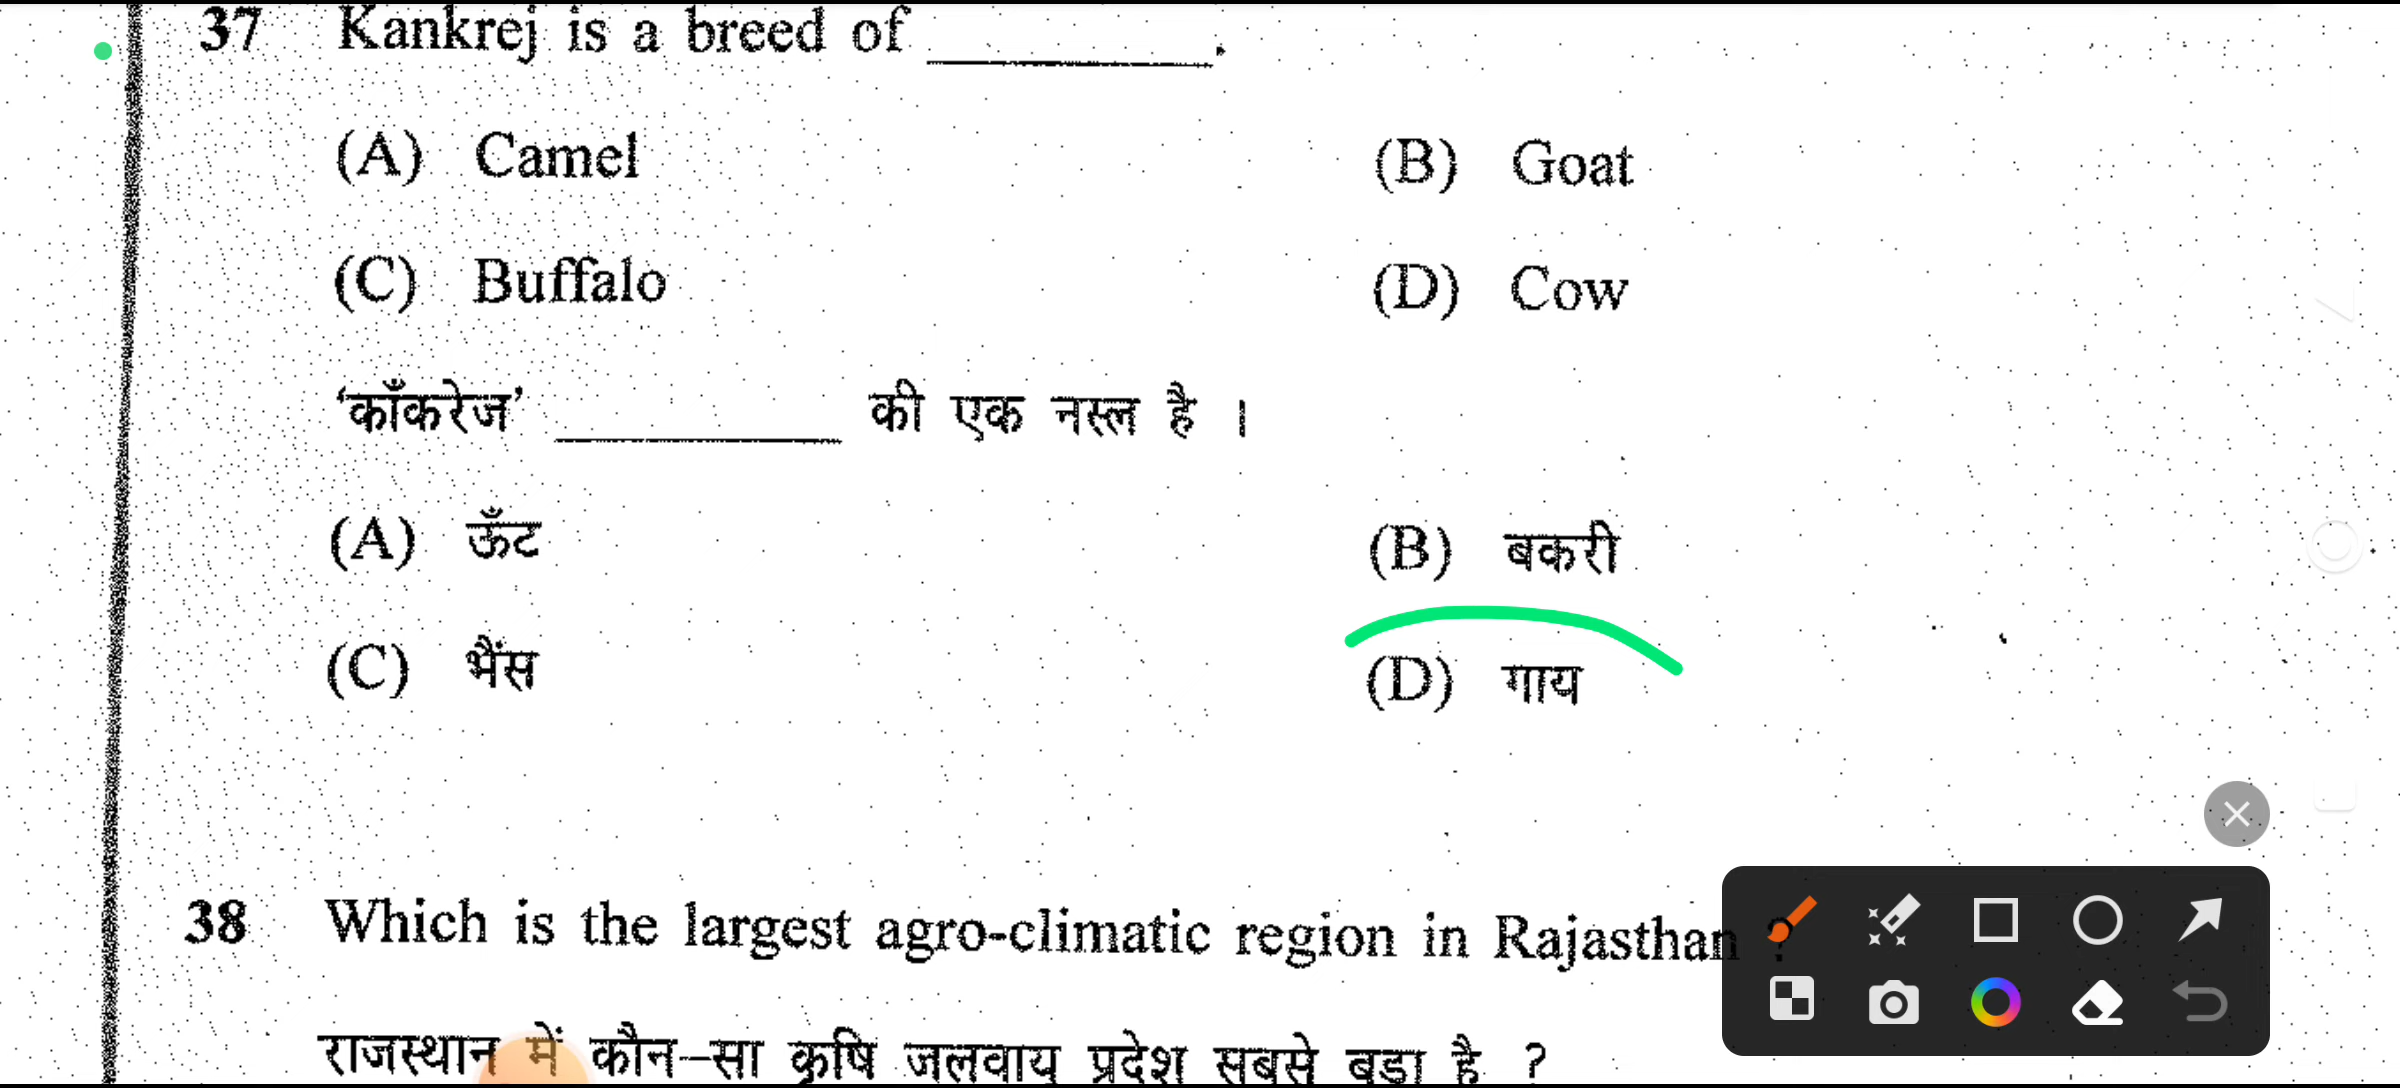 37 Kankrej is a breed of ________.
(A) Camel (B) Goat
(C) Buffalo (D) Cow
‘काँकरेज’ ________ की एक नस्ल है ।
(A) ऊँट (B) बकरी
(C) भैंस (D) गाय
38 Which is the largest agro-climatic region in Rajasthan ?
राजस्थान में कौन–सा कृषि जलवायु प्रदेश सबसे बड़ा है ?